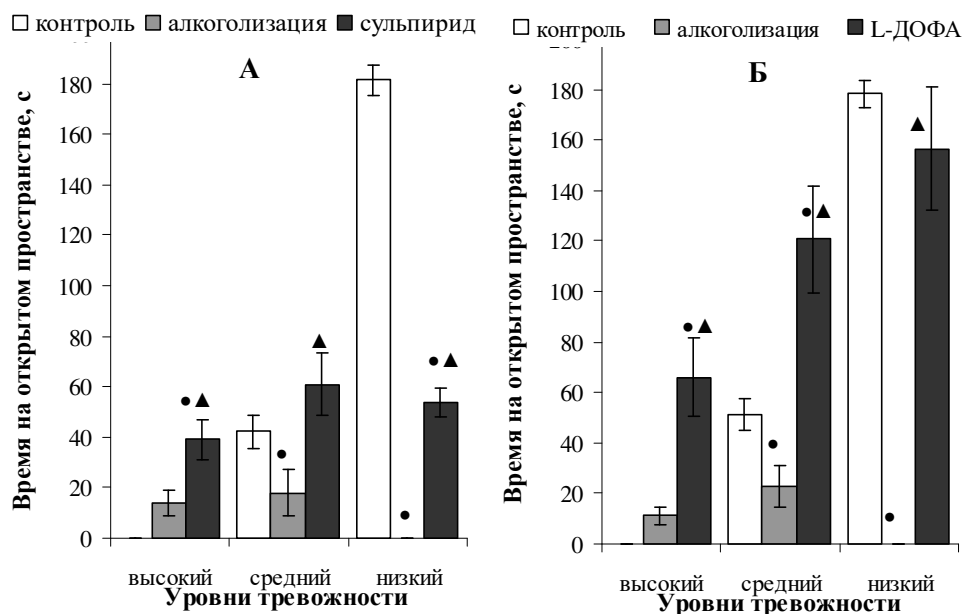 контроль алкоголизация сульпирид
А
Время на открытом пространстве, с
180
160
140
120
100
80
60
40
20
0
высокий средний низкий
Уровни тревожности
контроль алкоголизация L-ДОФА
Б
Время на открытом пространстве, с
180
160
140
120
100
80
60
40
20
0
высокий средний низкий
Уровни тревожности